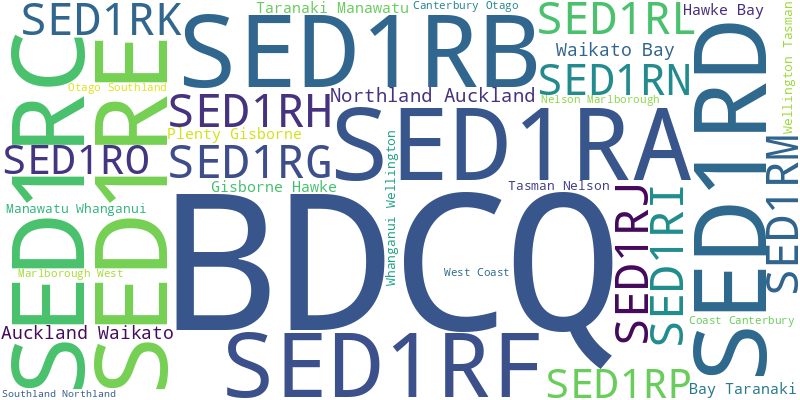 SED1RK
Taranaki Manawatu
Canterbury Otago
SED1RL
Hawke Bay
SED1RB
Waikato Bay
SED1RC
SED1RE
Otago Southland
SED1RN
SED1RD
Wellington Tasman
SED1RH
Northland Auckland
Nelson Marlborough
Plenty Gisborne
SED1RA
SED1RO
SED1RG
Whanganui Wellington
SED1RM
Gisborne Hawke
Tasman Nelson
SED1RJ
SED1RI
Manawatu Whanganui
BDCQ
Marlborough West
West Coast
Coast Canterbury
Auckland Waikato
SED1RF
SED1RP
Bay Taranaki
Southland Northland